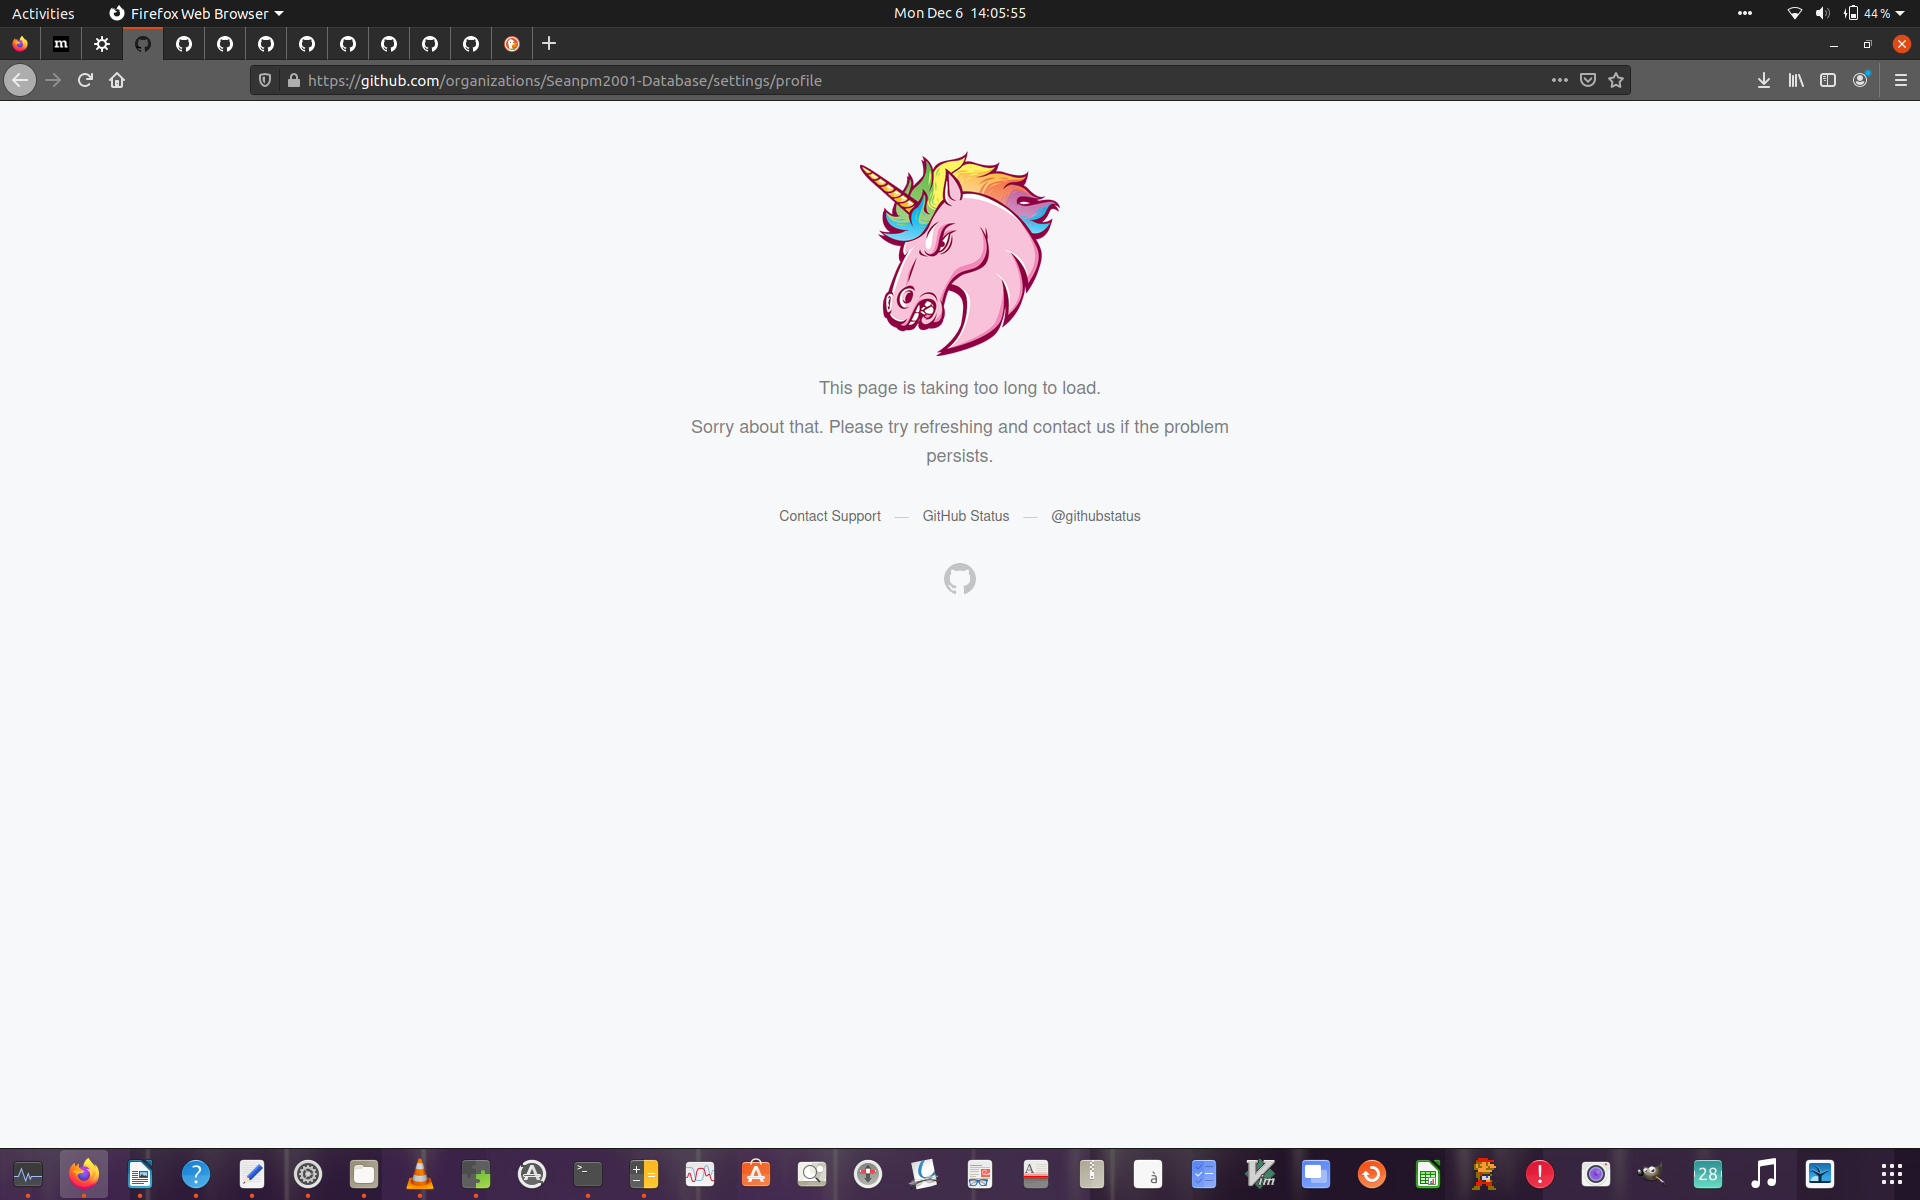 Activities
Firefox Web Browser
Mon Dec 6 14:05:55
44 %
m
https://github.com/organizations/Seanpm2001-Database/settings/profile
This page is taking too long to load.
Sorry about that. Please try refreshing and contact us if the problem
persists.
Contact Support — GitHub Status — @githubstatus
?
>_
A
à
Vim
!
28